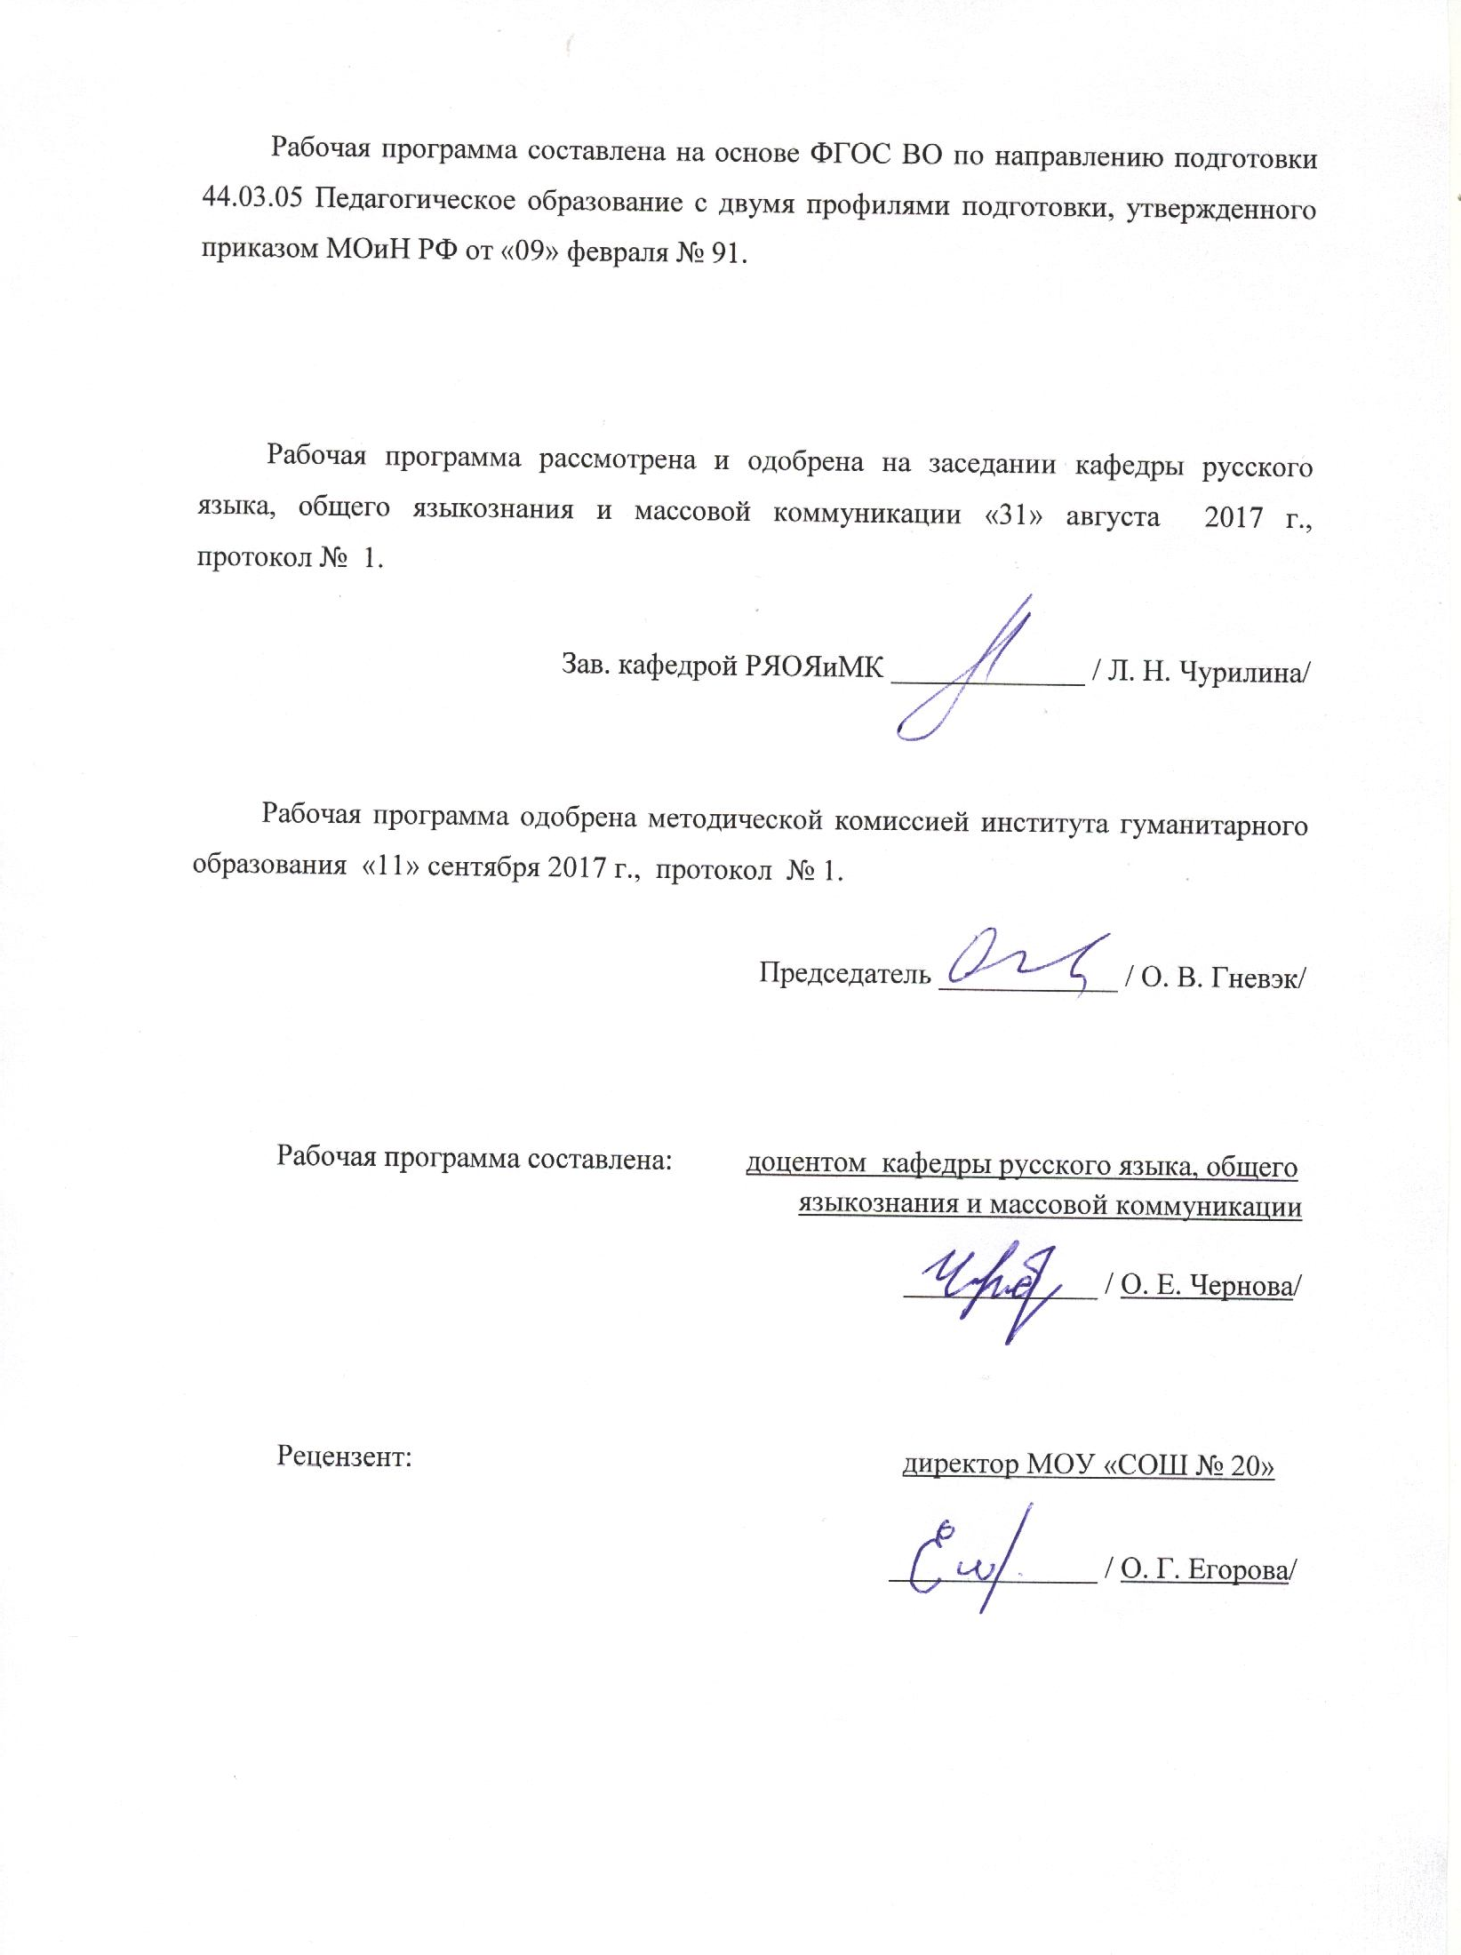 Рабочая программа составлена на основе ФГОС ВО по направлению подготовки
44.03.05 Педагогическое образование с двумя профилями подготовки, утвержденного
приказом МОиН РФ от «09» февраля № 91.
Рабочая программа рассмотрена и одобрена на заседании кафедры русского
языка, общего языкознания и массовой коммуникации «31» августа 2017 г.,
протокол № 1.
Зав. кафедрой РЯОЯиМК ______________ / Л. Н. Чурилина/
Рабочая программа одобрена методической комиссией института гуманитарного
образования «11» сентября 2017 г., протокол № 1.
Председатель _____________ / О. В. Гневэк/
Рабочая программа составлена: доцентом кафедры русского языка, общего
языкознания и массовой коммуникации
______________ / О. Е. Чернова/
Рецензент: директор МОУ «СОШ № 20»
_______________ / О. Г. Егорова/